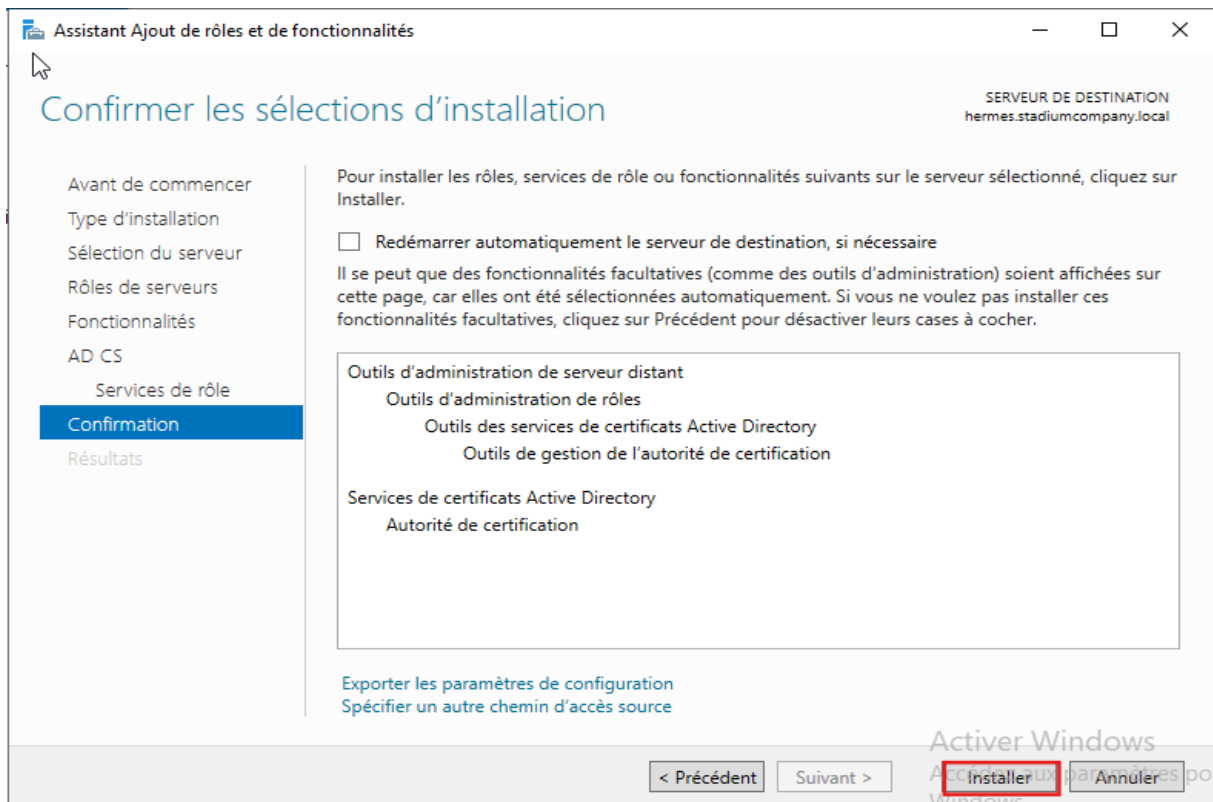 Assistant Ajout de rôles et de fonctionnalités
Confirmer les sélections d'installation
SERVEUR DE DESTINATION
hermes.stadiumcompany.local
Avant de commencer
Type d'installation
Sélection du serveur
Rôles de serveurs
Fonctionnalités
AD CS
Services de rôle
Confirmation
Résultats
Pour installer les rôles, services de rôle ou fonctionnalités suivants sur le serveur sélectionné, cliquez sur
Installer.
Redémarrer automatiquement le serveur de destination, si nécessaire
Il se peut que des fonctionnalités facultatives (comme des outils d'administration) soient affichées sur
cette page, car elles ont été sélectionnées automatiquement. Si vous ne voulez pas installer ces
fonctionnalités facultatives, cliquez sur Précédent pour désactiver leurs cases à cocher.
Outils d'administration de serveur distant
Outils d'administration de rôles
Outils des services de certificats Active Directory
Outils de gestion de l'autorité de certification
Services de certificats Active Directory
Autorité de certification
Exporter les paramètres de configuration
Spécifier un autre chemin d'accès source
Activer Windows
Accédez aux paramètres po
Windows
< Précédent
Suivant >
Installer
Annuler